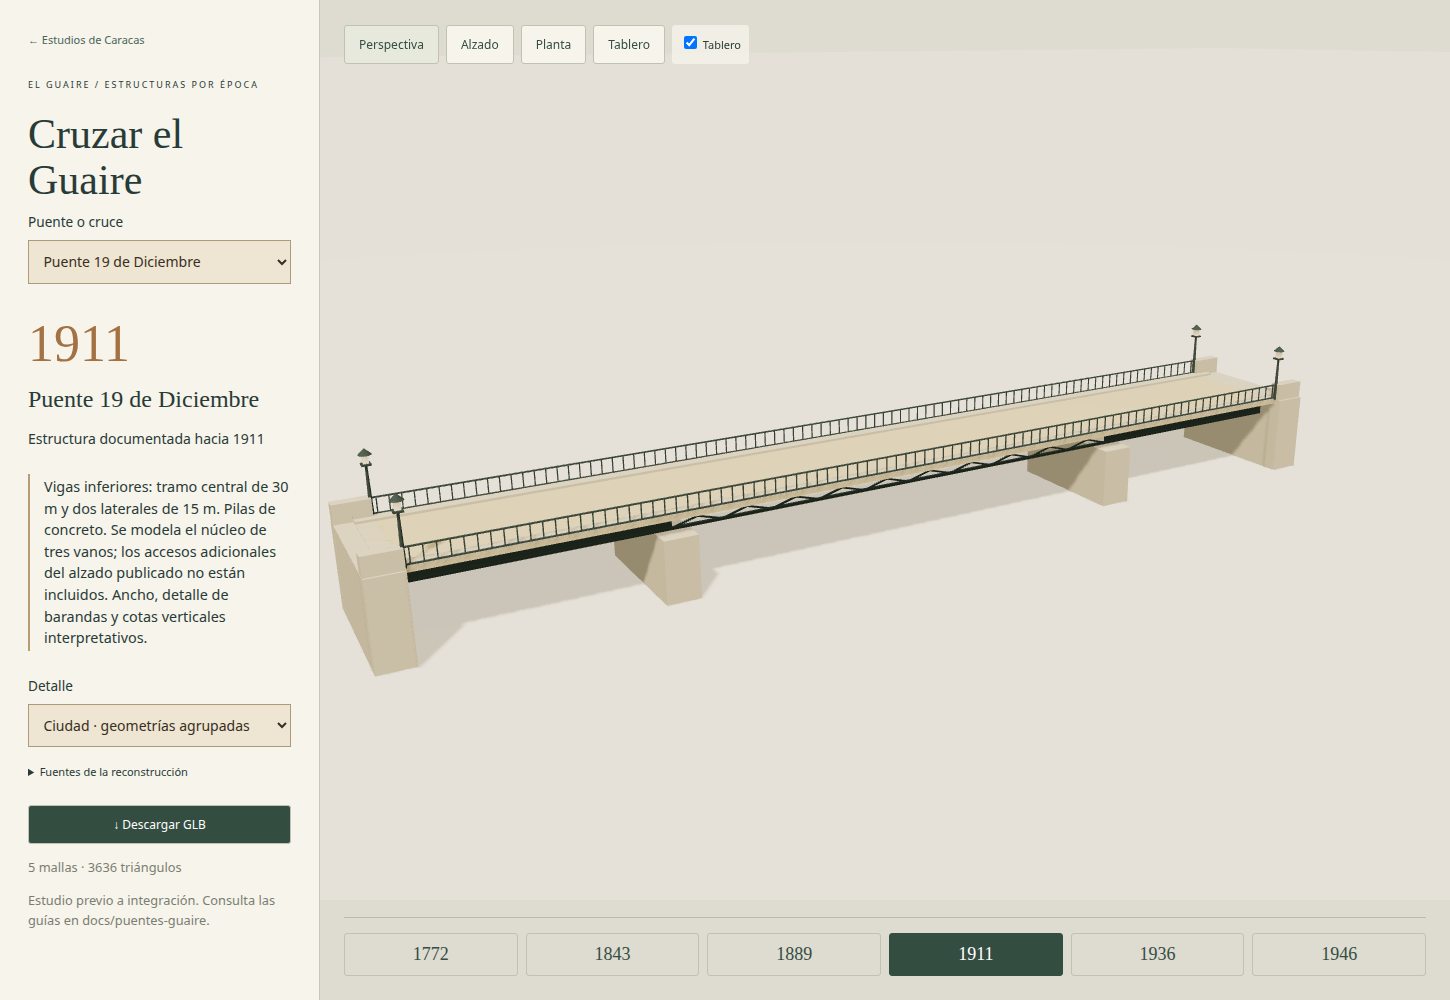 ← Estudios de Caracas
EL GUAIRE / ESTRUCTURAS POR ÉPOCA
Cruzar el
Guaire
Puente o cruce
Puente 19 de Diciembre
1911
Puente 19 de Diciembre
Estructura documentada hacia 1911
Vigas inferiores: tramo central de 30
m y dos laterales de 15 m. Pilas de
concreto. Se modela el núcleo de
tres vanos; los accesos adicionales
del alzado publicado no están
incluidos. Ancho, detalle de
barandas y cotas verticales
interpretativos.
Detalle
Ciudad · geometrías agrupadas
▶ Fuentes de la reconstrucción
↓ Descargar GLB
5 mallas · 3636 triángulos
Estudio previo a integración. Consulta las
guías en docs/puentes-guaire.
Perspectiva Alzado Planta Tablero Tablero
1772 1843 1889 1911 1936 1946